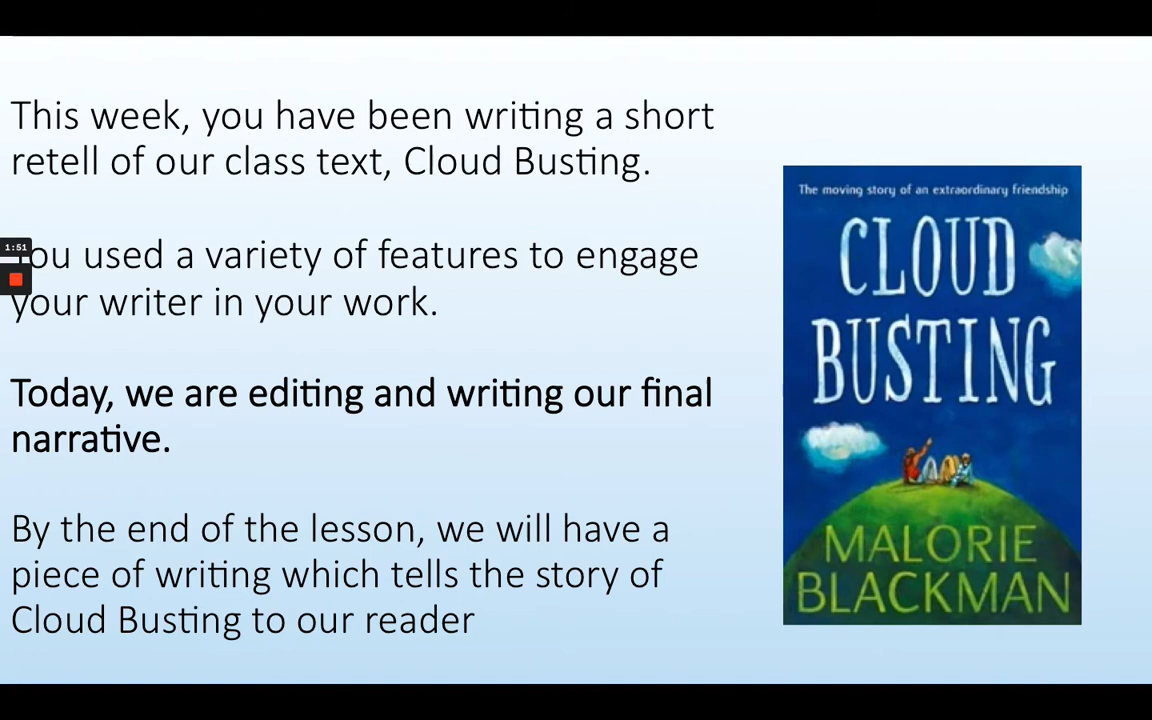 This week, you have been writing a short
retell of our class text, Cloud Busting.
You used a variety of features to engage
your writer in your work.
Today, we are editing and writing our final
narrative.
By the end of the lesson, we will have a
piece of writing which tells the story of
Cloud Busting to our reader
1:51
The moving story of an extraordinary friendship
CLOUD
BUSTING
MALORIE
BLACKMAN